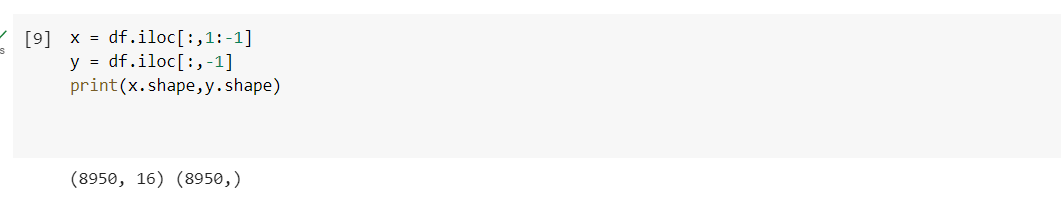 [9] x = df.iloc[:,1:-1]
y = df.iloc[:,-1]
print(x.shape,y.shape)
s
(8950, 16) (8950,)